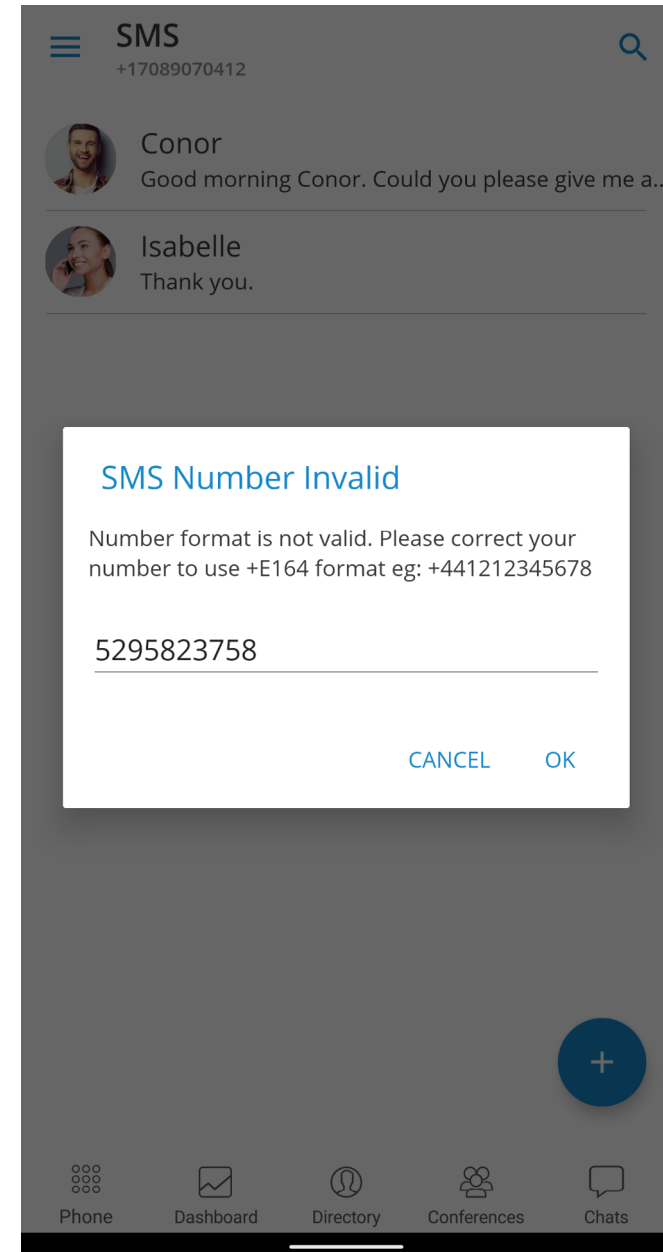 SMS
+17089070412
Conor
Good morning Conor. Could you please give me a..
Isabelle
Thank you.
SMS Number Invalid
Number format is not valid. Please correct your
number to use +E164 format eg: +441212345678
5295823758
CANCEL OK
+
Phone Dashboard Directory Conferences Chats